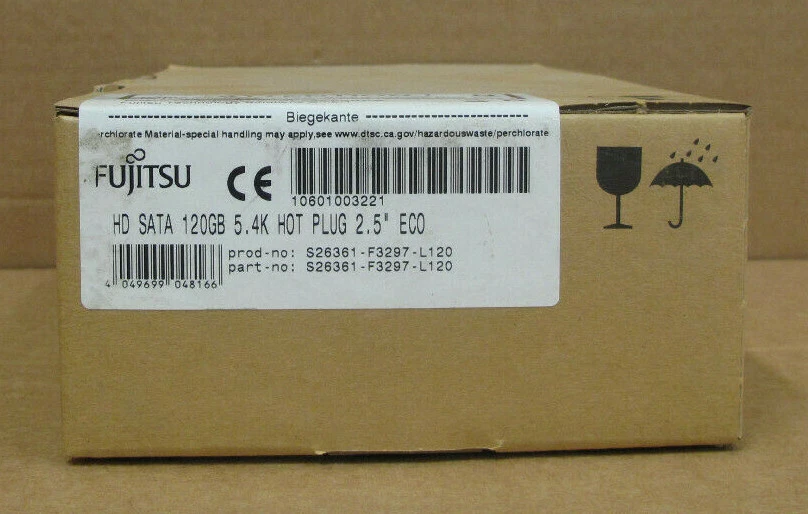 Biegekante
rchlorate Material-special handling may apply,see www.dtsc.ca.gov/hazardouswaste/perchlorate
FUJITSU CE
10601003221
HD SATA 120GB 5.4K HOT PLUG 2.5" ECO
prod-no: S26361-F3297-L120
part-no: S26361-F3297-L120
4 049699 048166